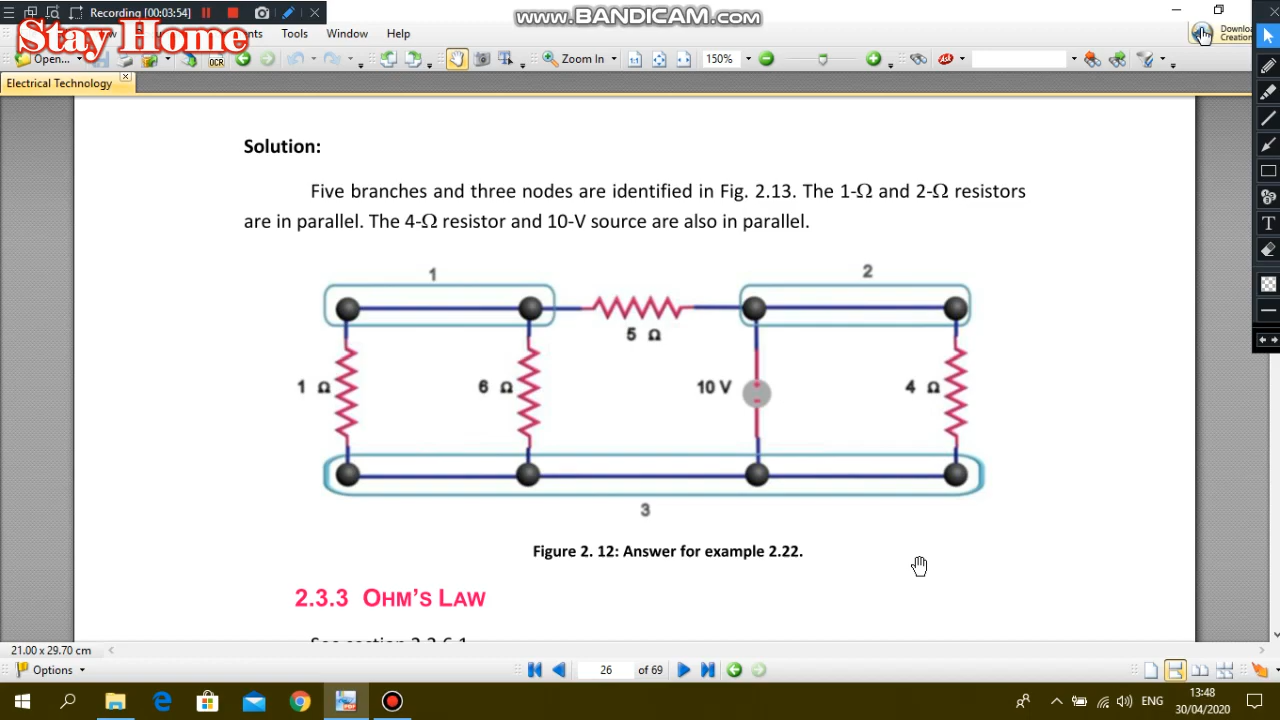 Recording [00:03:54]
www.BANDICAM.com
Stay Home
Tools Window Help
Downloa
Creation
Open...
OCR
Zoom In
150%
Electrical Technology
Solution:
Five branches and three nodes are identified in Fig. 2.13. The 1-Ω and 2-Ω resistors
are in parallel. The 4-Ω resistor and 10-V source are also in parallel.
1
2
5 Ω
1 Ω
6 Ω
10 V
4 Ω
3
Figure 2. 12: Answer for example 2.22.
2.3.3 OHM'S LAW
21.00 x 29.70 cm
Options
26 of 69
ENG
13:48
30/04/2020